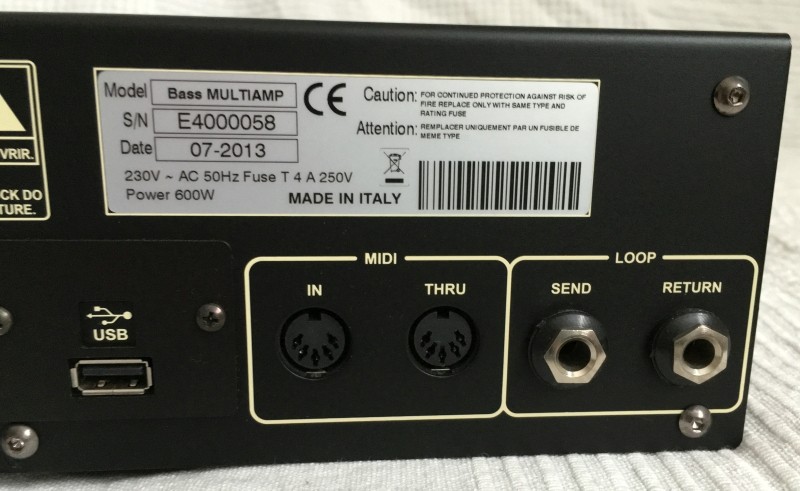 VRIR.
CK DO
TURE.
Model Bass MULTIAMP
S/N E4000058
Date 07-2013
230V ~ AC 50Hz Fuse T 4 A 250V
Power 600W
MADE IN ITALY
CE
Caution: FOR CONTINUED PROTECTION AGAINST RISK OF
FIRE REPLACE ONLY WITH SAME TYPE AND
RATING FUSE
Attention: REMPLACER UNIQUEMENT PAR UN FUSIBLE DE
MEME TYPE
USB
MIDI
IN THRU
LOOP
SEND RETURN